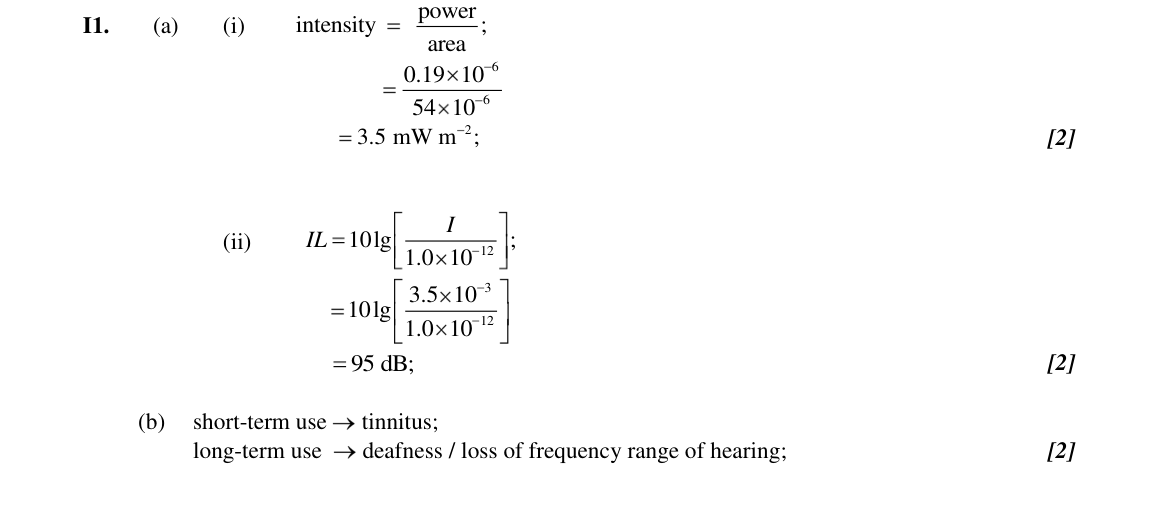 I1. (a) (i) intensity = power / area ;
= 0.19×10⁻⁶ / 54×10⁻⁶
= 3.5 mW m⁻²; [2]
(ii) IL = 10 lg[ I / 1.0×10⁻¹² ];
= 10 lg[ 3.5×10⁻³ / 1.0×10⁻¹² ]
= 95 dB; [2]
(b) short-term use → tinnitus;
long-term use → deafness / loss of frequency range of hearing; [2]